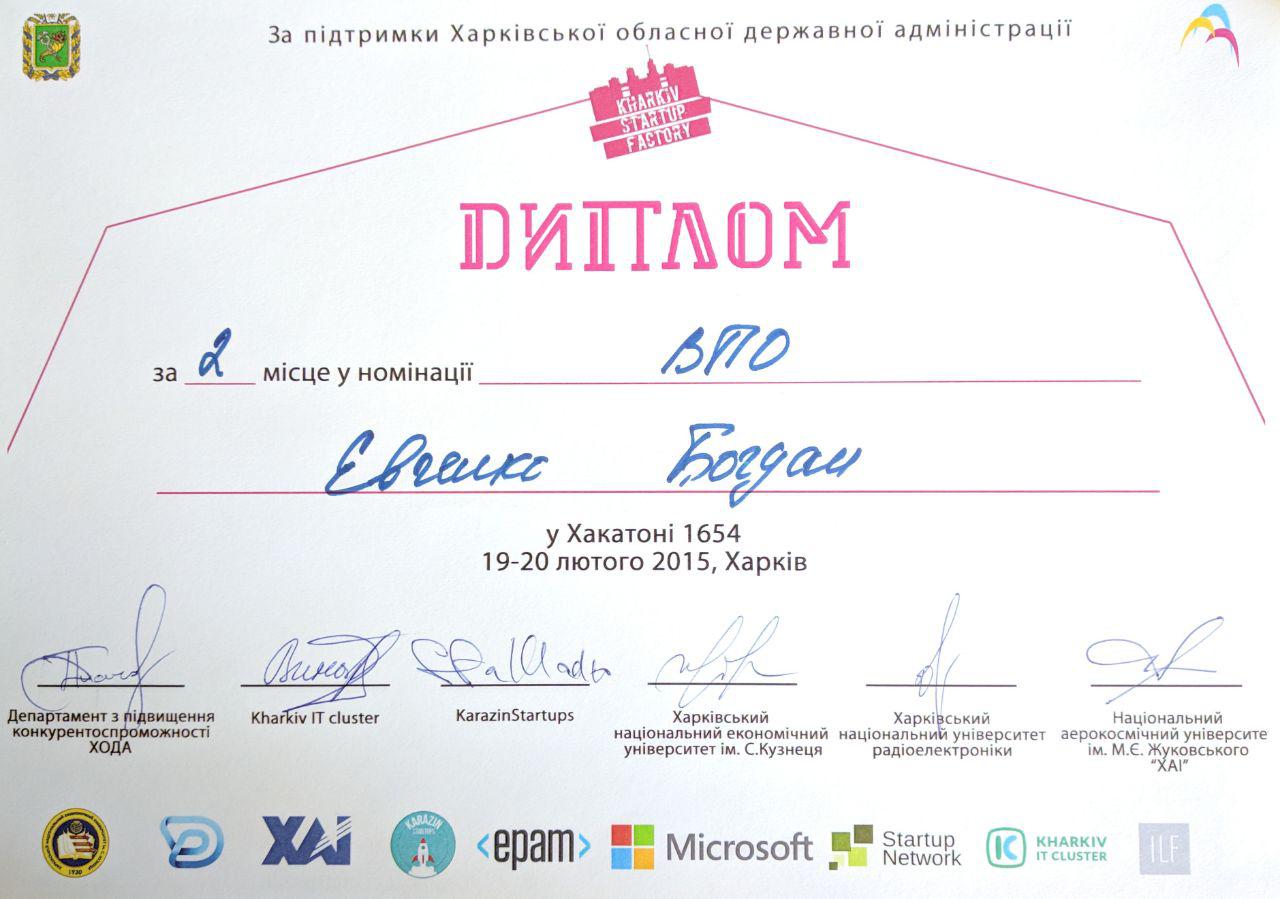 За підтримки Харківської обласної державної адміністрації
KHARKIV
STARTUP
FACTORY
ДИПЛОМ
за 2 місце у номінації ВПО
Євченко Богдан
у Хакатоні 1654
19-20 лютого 2015, Харків
Департамент з підвищення
конкурентоспроможності
ХОДА
Kharkiv IT cluster
KarazinStartups
Харківський
національний економічний
університет ім. С.Кузнеця
Харківський
національний університет
радіоелектроніки
Національний
аерокосмічний університе
ім. М.Є. Жуковського
“ХАІ”
1930
ХАІ
KARAZIN
STARTUPS
<epam>
Microsoft
Startup
Network
KHARKIV
IT CLUSTER
ILF